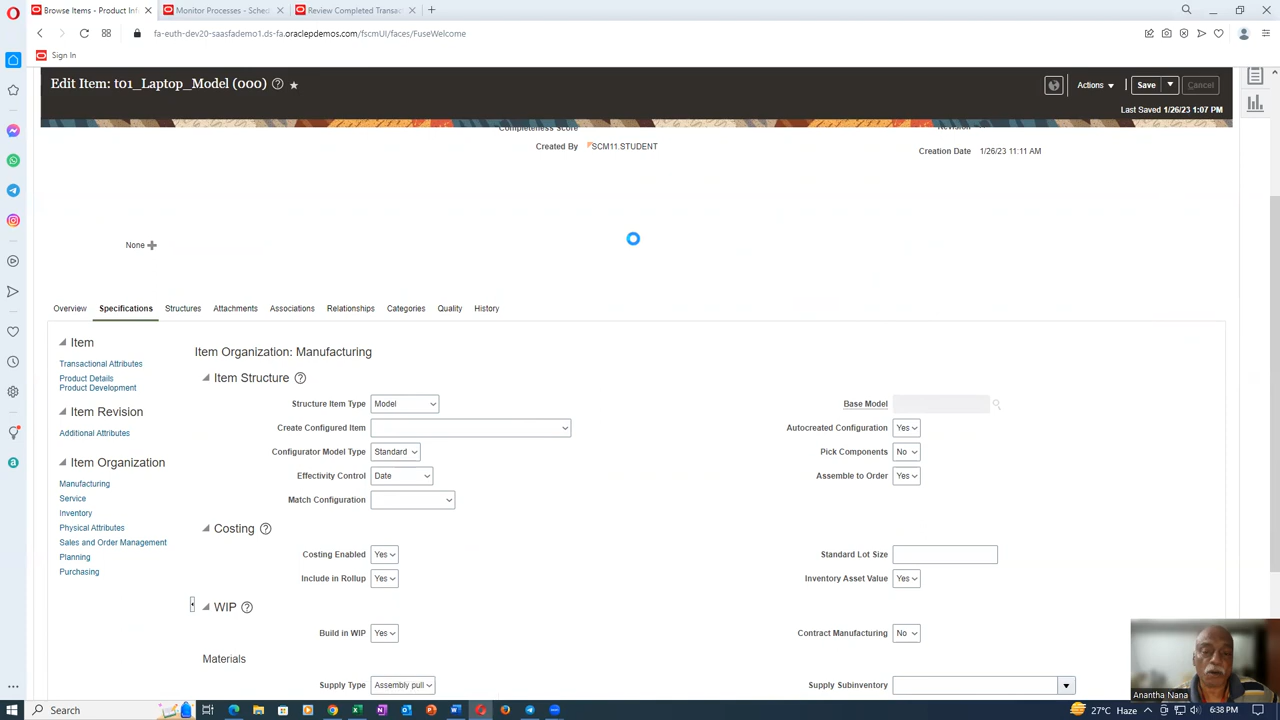 Browse Items - Product Inf
Monitor Processes - Sched
Review Completed Transac
fa-euth-dev20-saasfademo1.ds-fa.oraclepdemos.com/fscmUI/faces/FuseWelcome
Sign In
Edit Item: t01_Laptop_Model (000)
Actions
Save
Cancel
Last Saved 1/26/23 1:07 PM
Completeness Score
Revision
Created By SCM11.STUDENT
Creation Date 1/26/23 11:11 AM
None
Overview Specifications Structures Attachments Associations Relationships Categories Quality History
Item
Transactional Attributes
Product Details
Product Development
Item Revision
Additional Attributes
Item Organization
Manufacturing
Service
Inventory
Physical Attributes
Sales and Order Management
Planning
Purchasing
Item Organization: Manufacturing
Item Structure
Structure Item Type Model
Base Model
Create Configured Item
Autocreated Configuration Yes
Configurator Model Type Standard
Pick Components No
Effectivity Control Date
Assemble to Order Yes
Match Configuration
Costing
Costing Enabled Yes
Standard Lot Size
Include in Rollup Yes
Inventory Asset Value Yes
WIP
Build in WIP Yes
Contract Manufacturing No
Materials
Supply Type Assembly pull
Supply Subinventory
Anantha Nana
Search
27°C Haze
6:38 PM